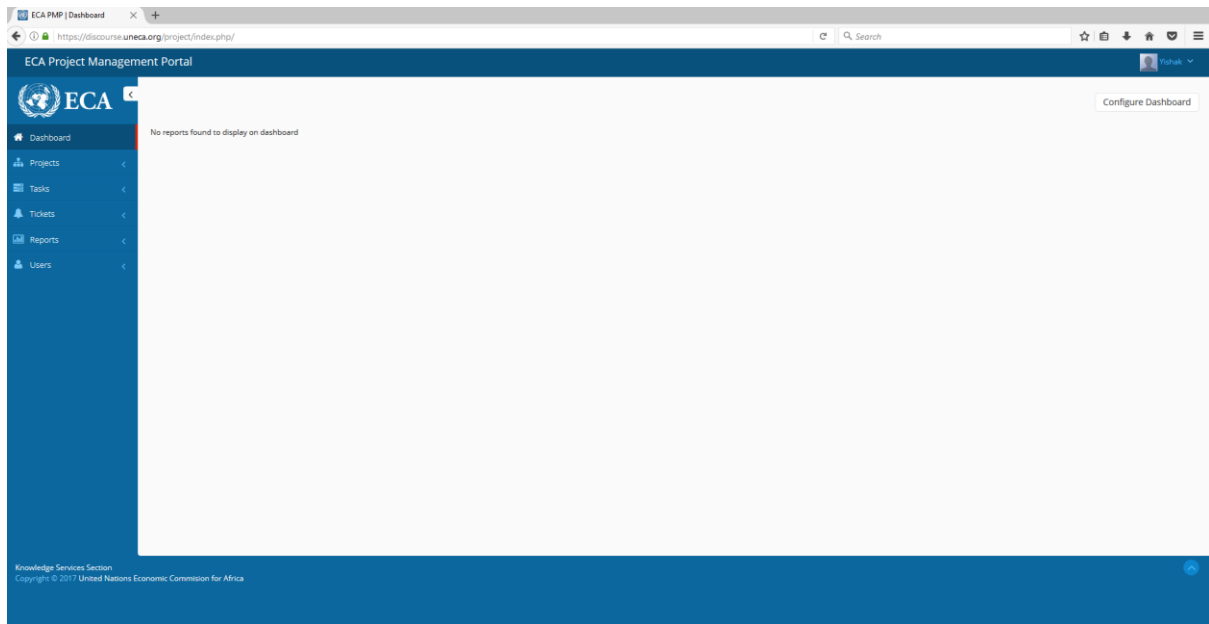 ECA PMP | Dashboard
https://discourse.uneca.org/project/index.php/
Search
ECA Project Management Portal
Yishak
ECA
Configure Dashboard
Dashboard
No reports found to display on dashboard
Projects
Tasks
Tickets
Reports
Users
Knowledge Services Section
Copyright © 2017 United Nations Economic Commision for Africa